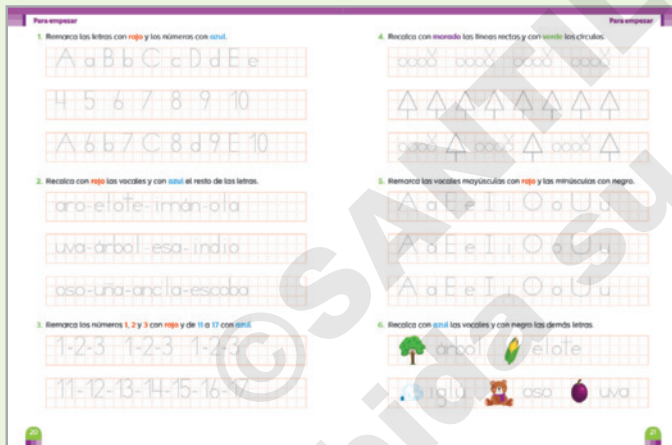 Para empezar
1. Remarca las letras con rojo y los números con azul.
A a B b C c D d E e
4 5 6 7 8 9 10
A 6 b 7 C 8 d 9 E 10
2. Recalca con rojo las vocales y con azul el resto de las letras.
aro-elote-imán-ola
uva-árbol-esa-indio
oso-uña-ancla-escoba
3. Remarca los números 1, 2 y 3 con rojo y de 11 a 17 con azul.
1-2-3 1-2-3 1-2-3
11-12-13-14-15-16-17
20
Para empezar
4. Recalca con morado las líneas rectas y con verde los círculos.
5. Remarca las vocales mayúsculas con rojo y las minúsculas con negro.
A a E e I i O o U u
A a E e I i O o U u
A a E e I i O o U u
6. Recalca con azul las vocales y con negro las demás letras.
árbol elote
iglú oso uva
21
©SANTIL
bida su